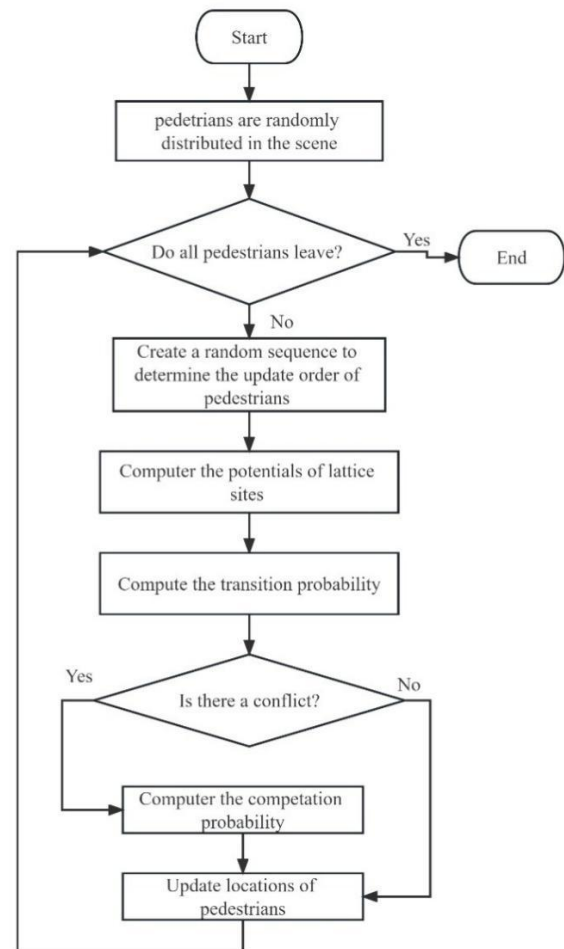 Start
pedetrians are randomly
distributed in the scene
Do all pedestrians leave?
Yes
End
No
Create a random sequence to
determine the update order of
pedestrians
Computer the potentials of lattice
sites
Compute the transition probability
Yes
Is there a conflict?
No
Computer the competation
probability
Update locations of
pedestrians